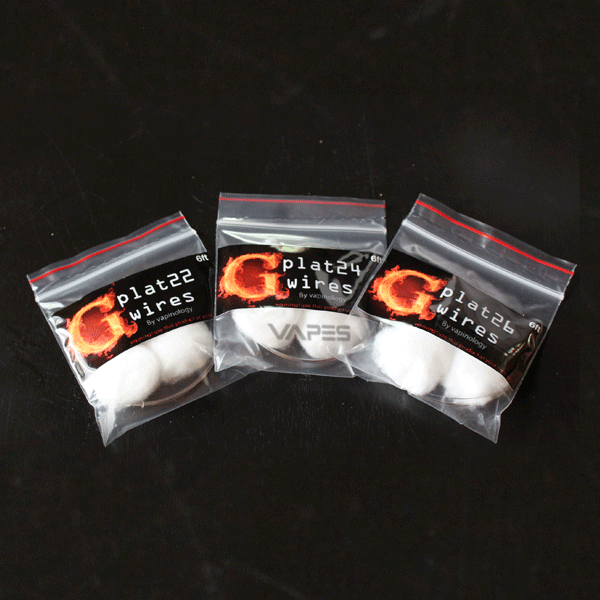 6ft
G plat22
wires
By vapinology
6ft
G plat24
wires
By vapinology
VAPES
G plat26
wires
By vapinology
6ft